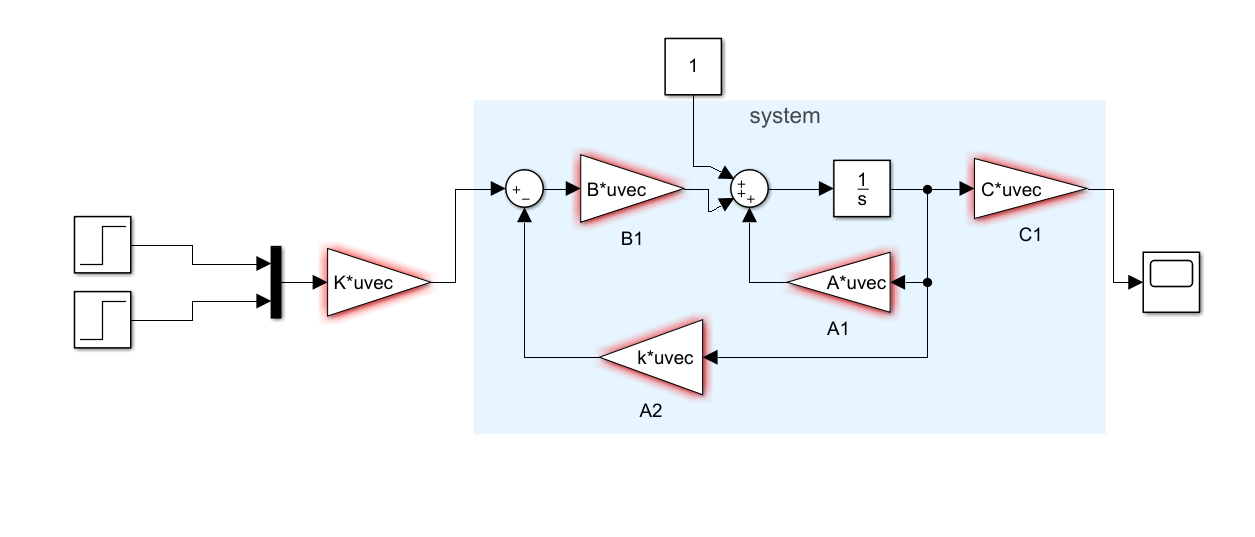 1
system
+
−
B*uvec
B1
+
+
+
1
s
C*uvec
C1
K*uvec
A*uvec
A1
k*uvec
A2